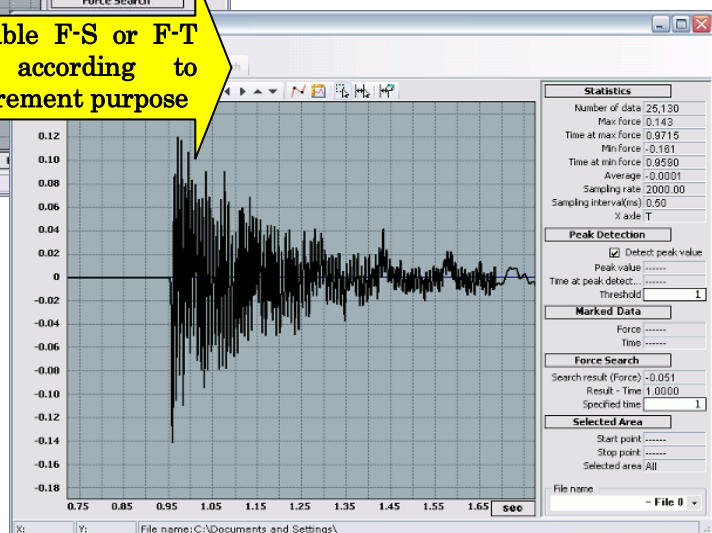 Force Search
ble F-S or F-T
according to
rement purpose
0.12
0.10
0.08
0.06
0.04
0.02
0
-0.02
-0.04
-0.06
-0.08
-0.10
-0.12
-0.14
-0.16
-0.18
0.75 0.85 0.95 1.05 1.15 1.25 1.35 1.45 1.55 1.65 sec
Statistics
Number of data 25,130
Max force 0.143
Time at max force 0.9715
Min force -0.161
Time at min force 0.9590
Average -0.0001
Sampling rate 2000.00
Sampling interval(ms) 0.50
X axle T
Peak Detection
Detect peak value
Peak value ------
Time at peak detect... ------
Threshold 1
Marked Data
Force ------
Time ------
Force Search
Search result (Force) -0.051
Result - Time 1.0000
Specified time 1
Selected Area
Start point ------
Stop point ------
Selected area All
File name
- File 0
X: Y: File name:C:\Documents and Settings\